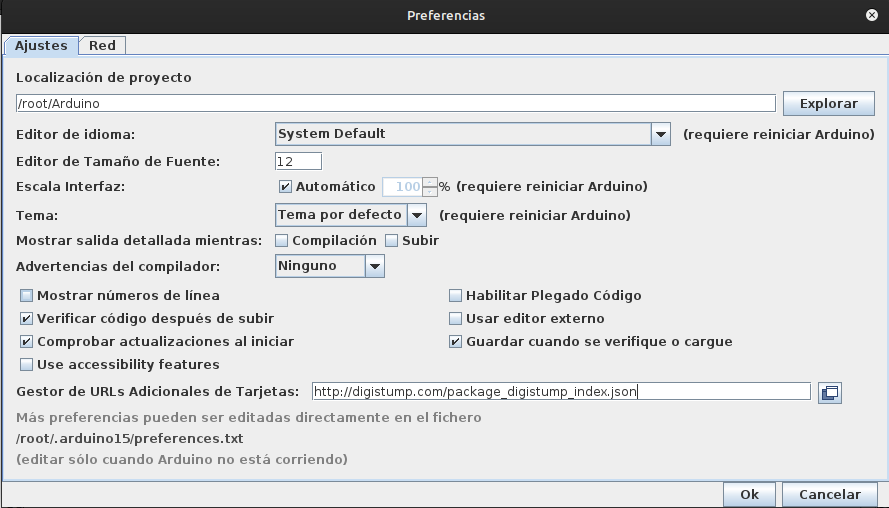 Preferencias
Ajustes Red
Localización de proyecto
/root/Arduino Explorar
Editor de idioma: System Default (requiere reiniciar Arduino)
Editor de Tamaño de Fuente: 12
Escala Interfaz: Automático 100 % (requiere reiniciar Arduino)
Tema: Tema por defecto (requiere reiniciar Arduino)
Mostrar salida detallada mientras: Compilación Subir
Advertencias del compilador: Ninguno
Mostrar números de línea Habilitar Plegado Código
Verificar código después de subir Usar editor externo
Comprobar actualizaciones al iniciar Guardar cuando se verifique o cargue
Use accessibility features
Gestor de URLs Adicionales de Tarjetas: http://digistump.com/package_digistump_index.json
Más preferencias pueden ser editadas directamente en el fichero
/root/.arduino15/preferences.txt
(editar sólo cuando Arduino no está corriendo)
Ok Cancelar